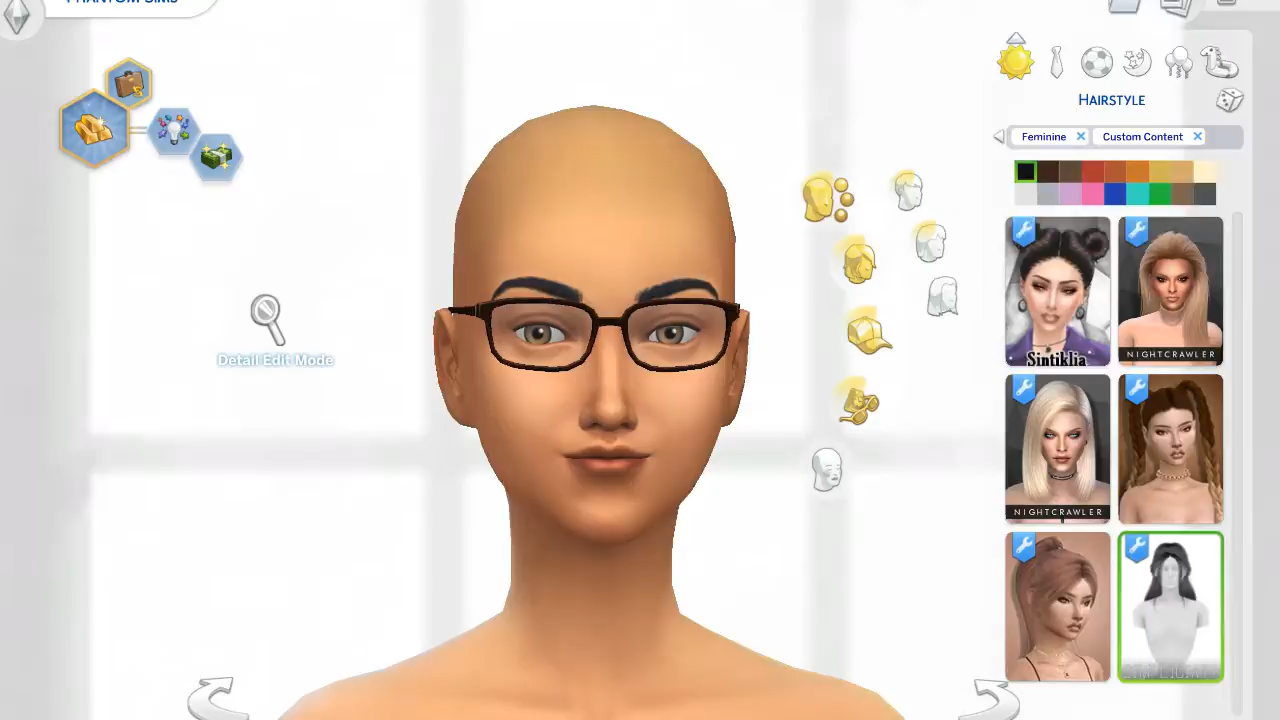 PHANTOM SIMS
HAIRSTYLE
Feminine
Custom Content
Detail Edit Mode
Sintiklia
NIGHTCRAWLER
NIGHTCRAWLER